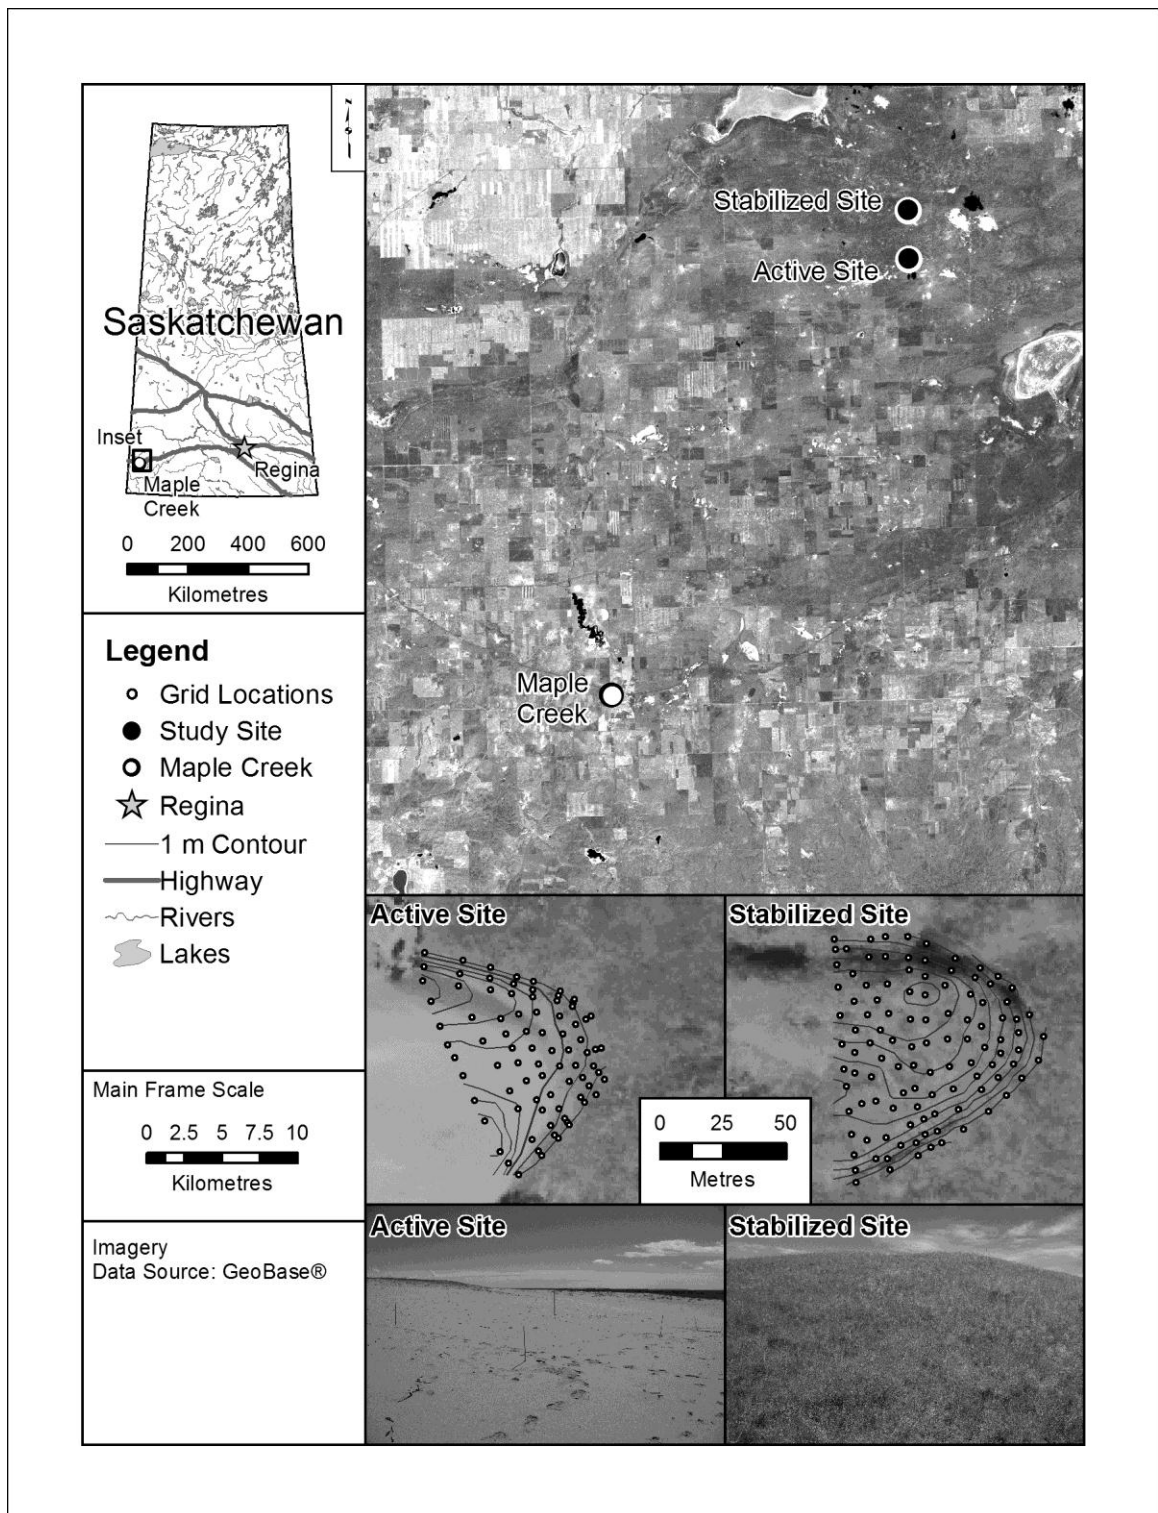 N
Saskatchewan
Inset
Regina
Maple
Creek
0 200 400 600
Kilometres
Stabilized Site
Active Site
Maple
Creek
Legend
Grid Locations
Study Site
Maple Creek
Regina
1 m Contour
Highway
Rivers
Lakes
Main Frame Scale
0 2.5 5 7.5 10
Kilometres
Imagery
Data Source: GeoBase®
Active Site
Stabilized Site
0 25 50
Metres
Active Site
Stabilized Site